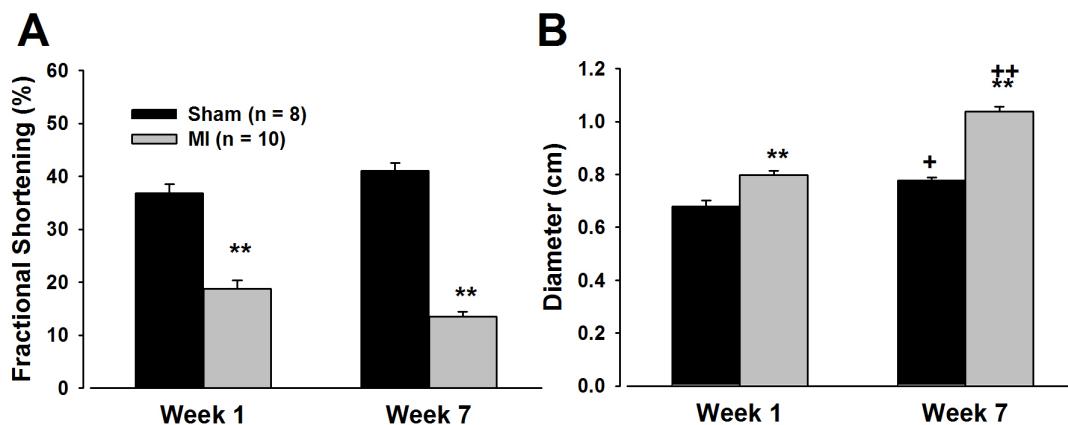 A
Fractional Shortening (%)
60
50
40
30
20
10
0
Sham (n = 8)
MI (n = 10)
**
**
Week 1
Week 7
B
Diameter (cm)
1.2
1.0
0.8
0.6
0.4
0.2
0.0
**
+
++
**
Week 1
Week 7